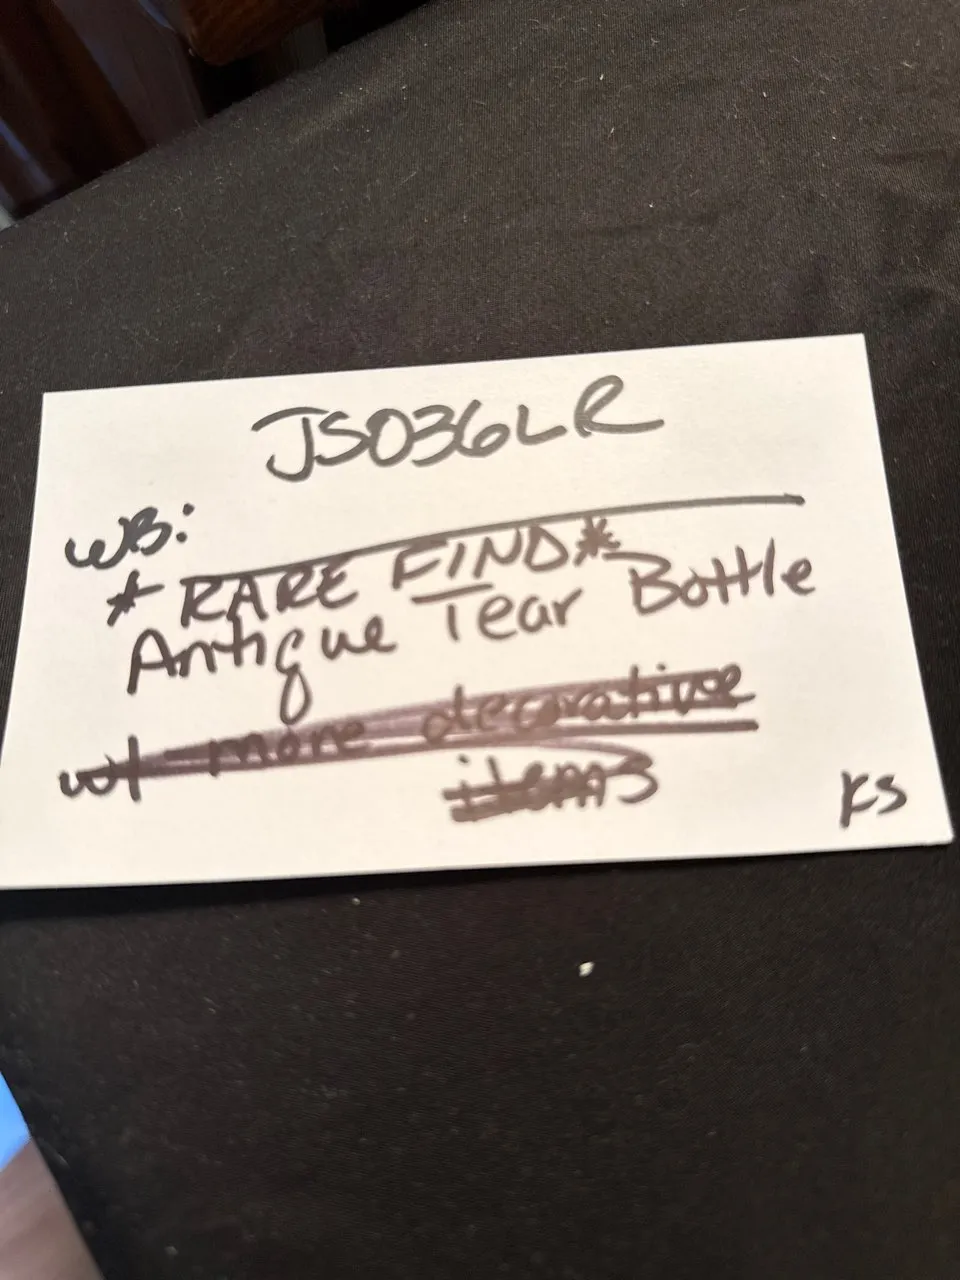 JS036LR
WB:
*RARE FIND*
Antique Tear Bottle
w/ more decorative
items
KS